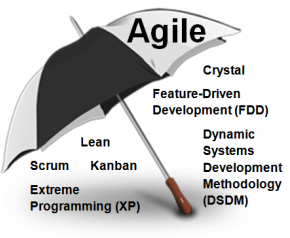 Agile
Crystal
Feature-Driven
Development (FDD)
Lean
Scrum
Kanban
Extreme
Programming (XP)
Dynamic
Systems
Development
Methodology
(DSDM)